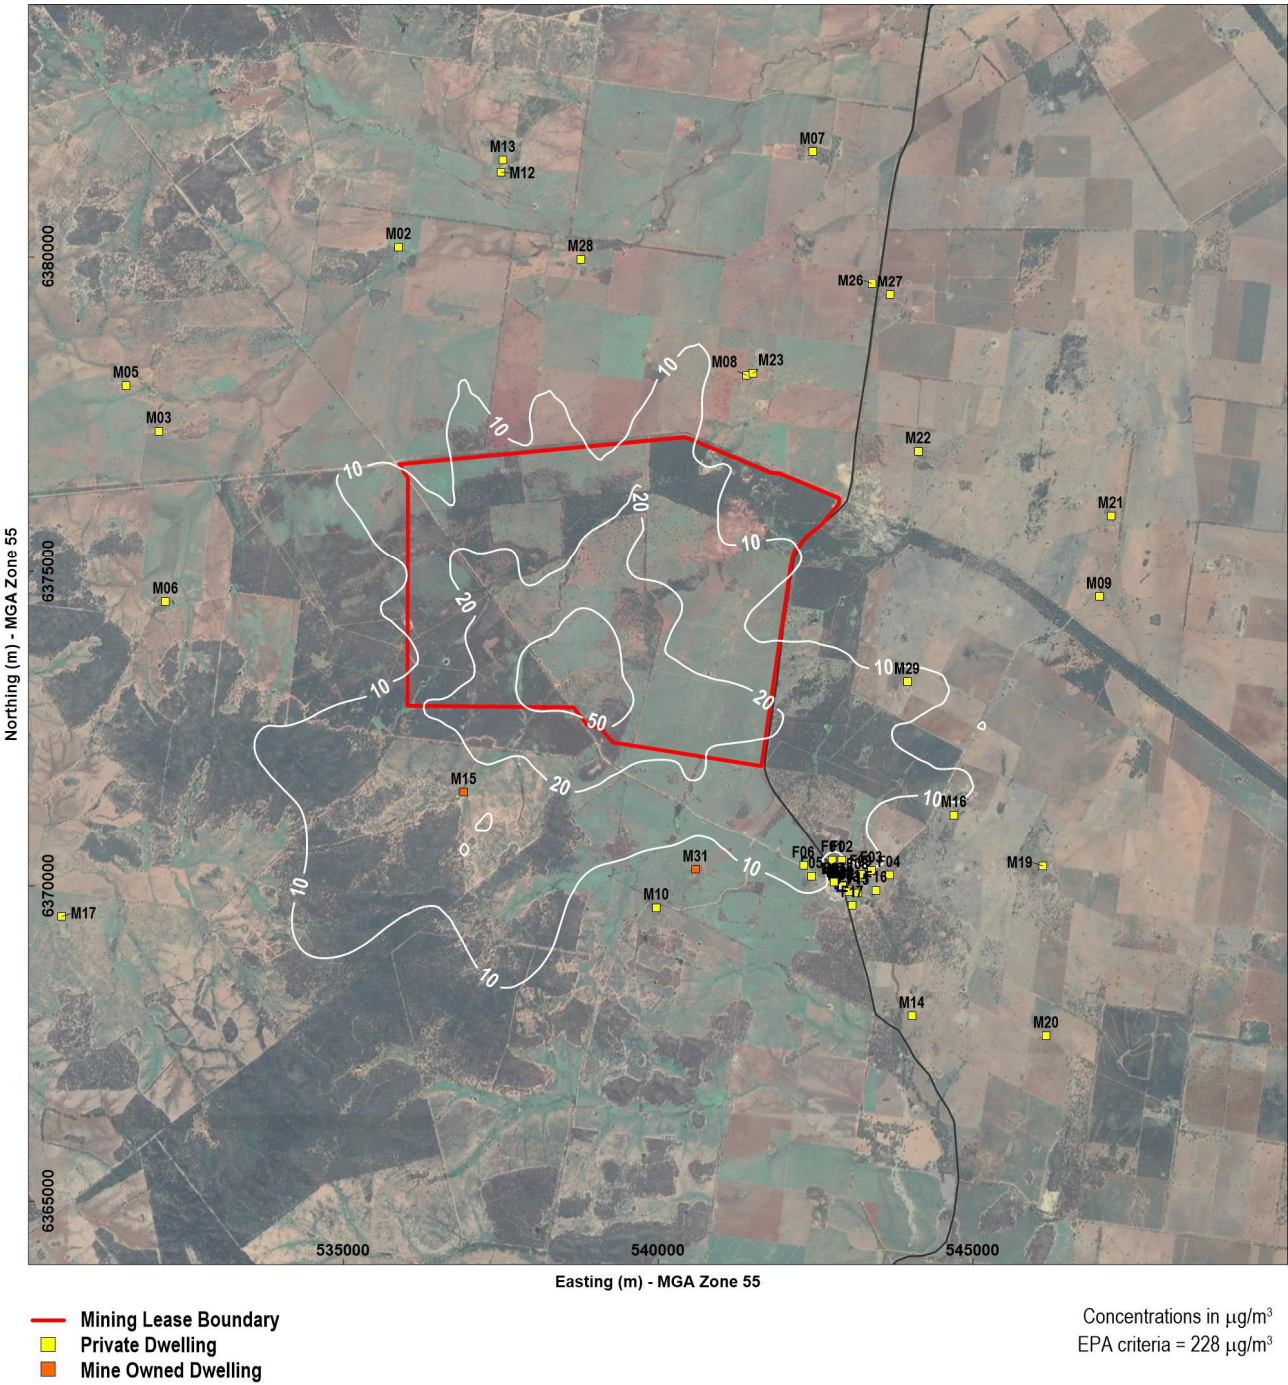 M07
M13
M12
M02
M28
6380000
M26 M27
M08 M23
10
M05
M03
10
M22
10
20
M21
10
Northing (m) - MGA Zone 55
6375000
M06
20
M09
10
M29
10
20
50
M15
20
10
M16
F06
F02
F03
F04
F05
M31
10
M19
F16
6370000
10
M10
M17
10
M14
M20
6365000
535000
540000
545000
Easting (m) - MGA Zone 55
Mining Lease Boundary
Private Dwelling
Mine Owned Dwelling
Concentrations in µg/m³
EPA criteria = 228 µg/m³